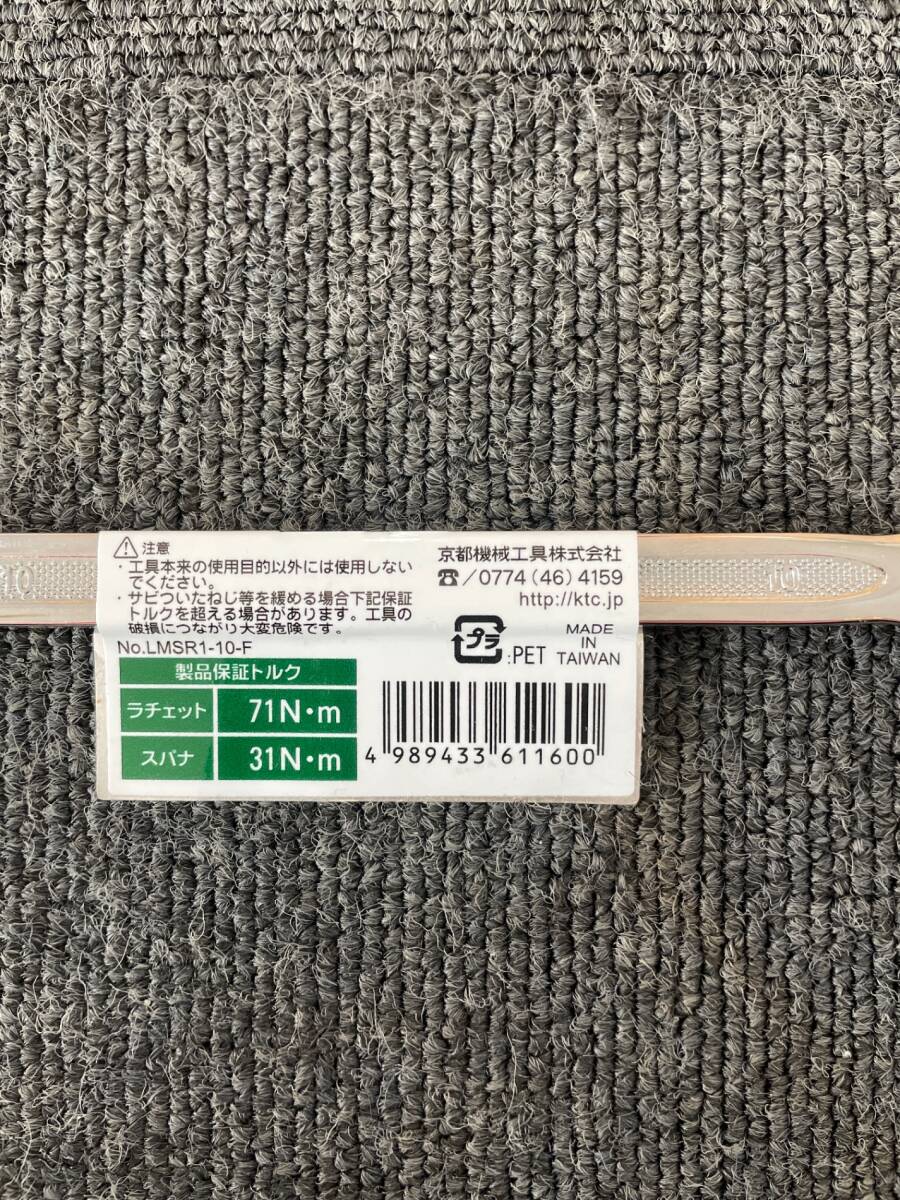 注意
・工具本来の使用目的以外には使用しない
でください。
・サビついたねじ等を緩める場合下記保証
トルクを超える場合があります。工具の
破損につながり大変危険です。
No.LMSR1-10-F
製品保証トルク
ラチェット 71N・m
スパナ 31N・m
京都機械工具株式会社
☎/0774(46)4159
http://ktc.jp
プラ
:PET
MADE
IN
TAIWAN
4 989433 611600
10
10